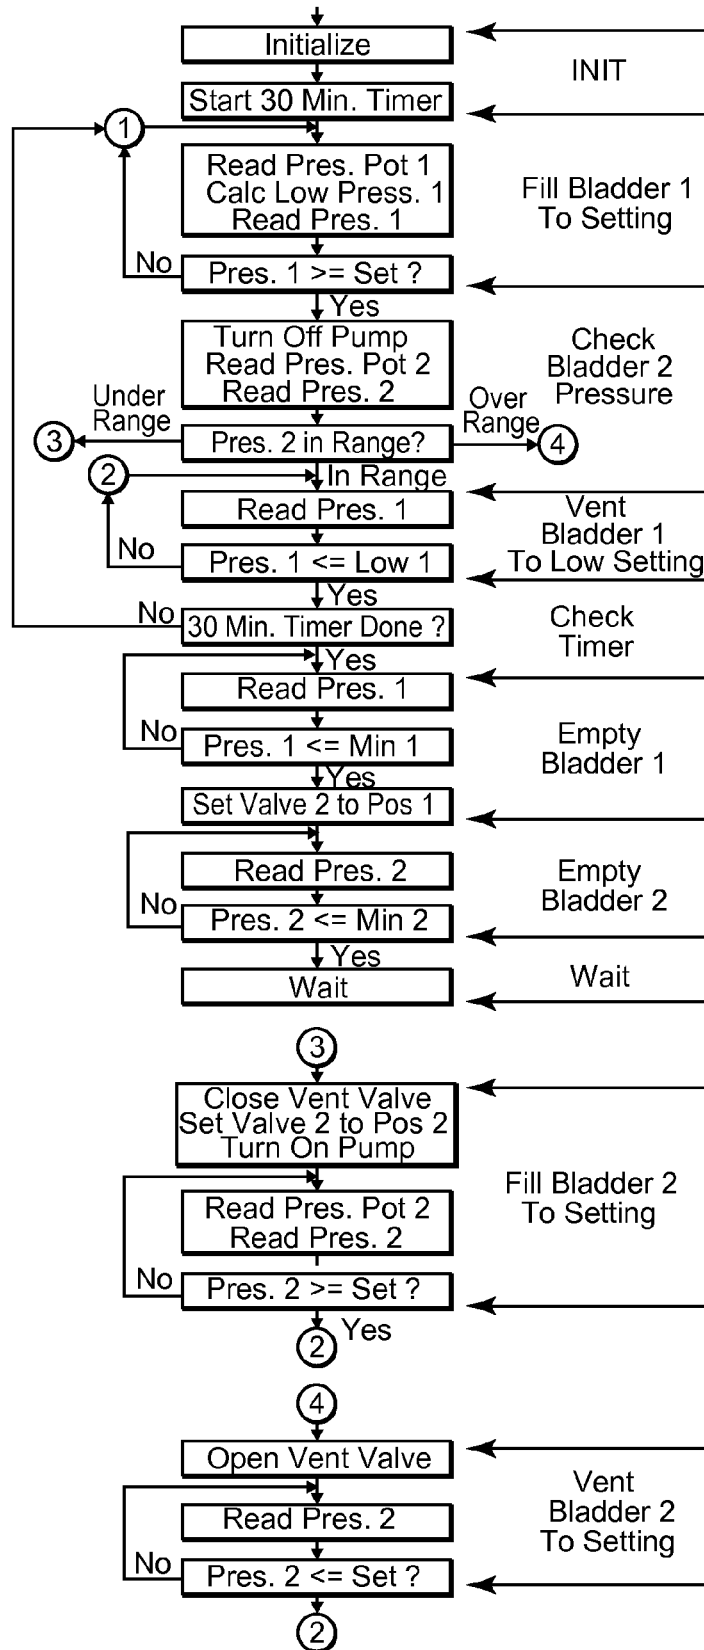 Initialize
INIT
Start 30 Min. Timer
1
Read Pres. Pot 1
Calc Low Press. 1
Read Pres. 1
Fill Bladder 1
To Setting
No
Pres. 1 >= Set ?
Yes
Turn Off Pump
Read Pres. Pot 2
Read Pres. 2
Check
Bladder 2
Pressure
Under
Range
Over
Range
3
Pres. 2 in Range?
4
2
In Range
Read Pres. 1
Vent
Bladder 1
To Low Setting
No
Pres. 1 <= Low 1
Yes
No
30 Min. Timer Done ?
Check
Timer
Yes
Read Pres. 1
No
Pres. 1 <= Min 1
Empty
Bladder 1
Yes
Set Valve 2 to Pos 1
Read Pres. 2
Empty
Bladder 2
No
Pres. 2 <= Min 2
Yes
Wait
Wait
3
Close Vent Valve
Set Valve 2 to Pos 2
Turn On Pump
Read Pres. Pot 2
Read Pres. 2
Fill Bladder 2
To Setting
No
Pres. 2 >= Set ?
Yes
2
4
Open Vent Valve
Read Pres. 2
Vent
Bladder 2
To Setting
No
Pres. 2 <= Set ?
2